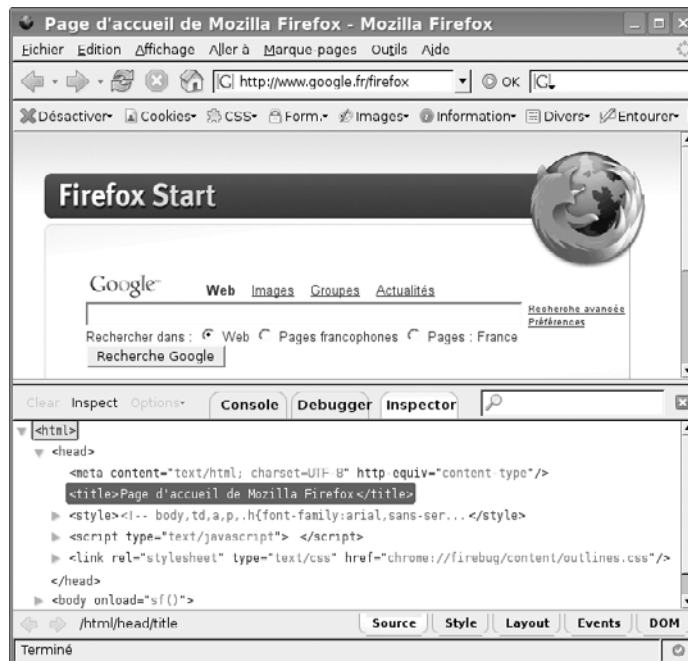 Page d'accueil de Mozilla Firefox - Mozilla Firefox
Fichier Edition Affichage Aller à Marque-pages Outils Aide
G http://www.google.fr/firefox OK G
Désactiver Cookies CSS Form. Images Information Divers Entourer
Firefox Start
Google™ Web Images Groupes Actualités
Recherche avancée
Préférences
Rechercher dans : Web Pages francophones Pages : France
Recherche Google
Clear Inspect Options Console Debugger Inspector
<html>
<head>
<meta content="text/html; charset=UTF-8" http-equiv="content-type"/>
<title>Page d'accueil de Mozilla Firefox</title>
<style><!-- body,td,a,p,.h{font-family:arial,sans-ser...</style>
<script type="text/javascript"> </script>
<link rel="stylesheet" type="text/css" href="chrome://firebug/content/outlines.css"/>
</head>
<body onload="sf()">
/html/head/title Source Style Layout Events DOM
Terminé